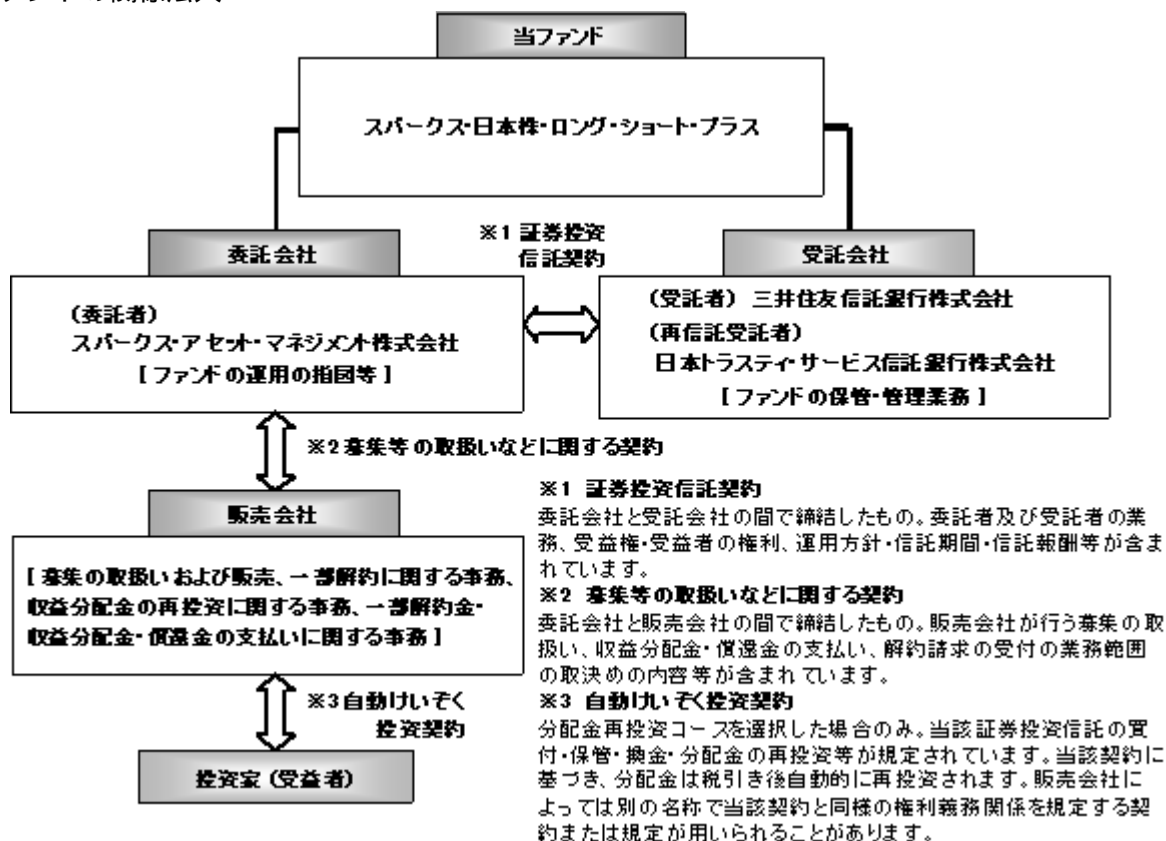 当ファンド
スパークス・日本株・ロング・ショート・プラス
※1 証券投資
信託契約
委託会社
(委託者)
スパークス・アセット・マネジメント株式会社
[ファンドの運用の指図等]
受託会社
(受託者) 三井住友信託銀行株式会社
(再信託受託者)
日本トラスティ・サービス信託銀行株式会社
[ファンドの保管・管理業務]
※2 募集等の取扱いなどに関する契約
販売会社
[募集の取扱いおよび販売、一部解約に関する事務、
収益分配金の再投資に関する事務、一部解約金・
収益分配金・償還金の支払いに関する事務]
※3 自動けいぞく
投資契約
投資家(受益者)
※1 証券投資信託契約
委託会社と受託会社の間で締結したもの。委託者及び受託者の業
務、受益権・受益者の権利、運用方針・信託期間・信託報酬等が含ま
れています。
※2 募集等の取扱いなどに関する契約
委託会社と販売会社の間で締結したもの。販売会社が行う募集の取
扱い、収益分配金・償還金の支払い、解約請求の受付の業務範囲
の取決めの内容等が含まれています。
※3 自動けいぞく投資契約
分配金再投資コースを選択した場合のみ。当該証券投資信託の買
付・保管・換金・分配金の再投資等が規定されています。当該契約に
基づき、分配金は税引き後自動的に再投資されます。販売会社に
よっては別の名称で当該契約と同様の権利義務関係を規定する契
約または規定が用いられることがあります。